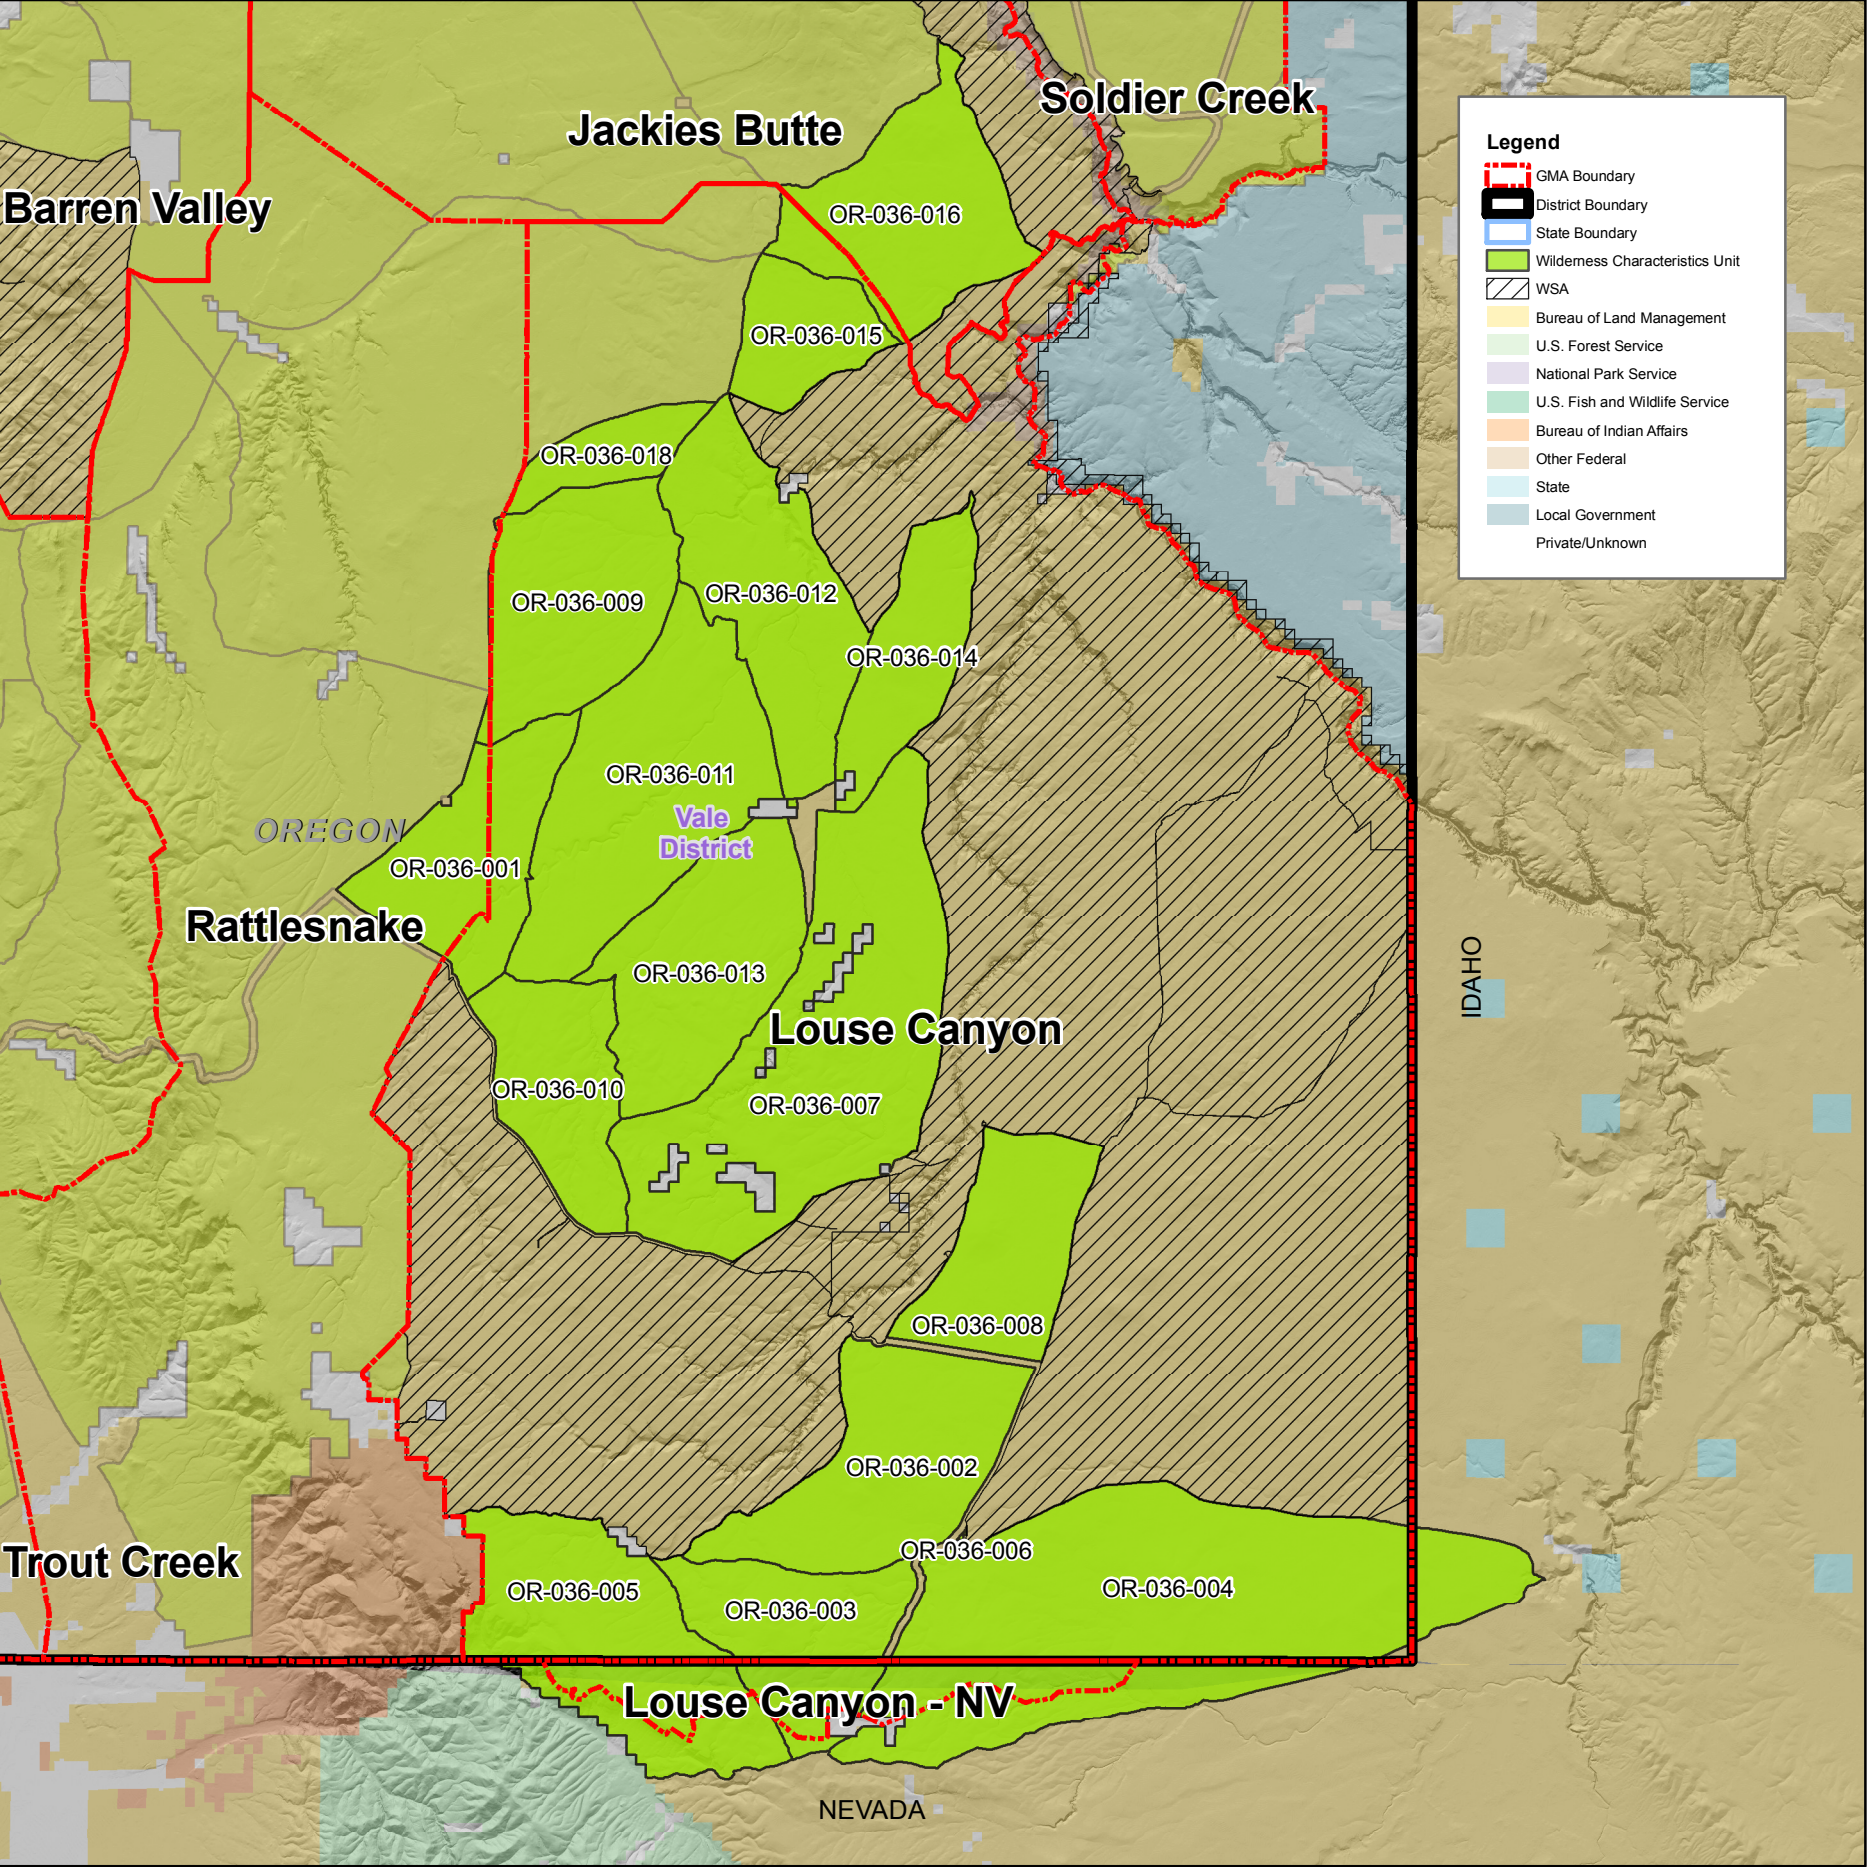 Soldier Creek
Jackies Butte
Barren Valley
OR-036-016
OR-036-015
OR-036-018
OR-036-009
OR-036-012
OR-036-014
OR-036-011
Vale
District
OREGON
OR-036-001
Rattlesnake
OR-036-013
Louse Canyon
OR-036-010
OR-036-007
OR-036-008
OR-036-002
OR-036-006
Trout Creek
OR-036-005
OR-036-003
OR-036-004
Louse Canyon - NV
NEVADA
IDAHO
Legend
GMA Boundary
District Boundary
State Boundary
Wilderness Characteristics Unit
WSA
Bureau of Land Management
U.S. Forest Service
National Park Service
U.S. Fish and Wildlife Service
Bureau of Indian Affairs
Other Federal
State
Local Government
Private/Unknown